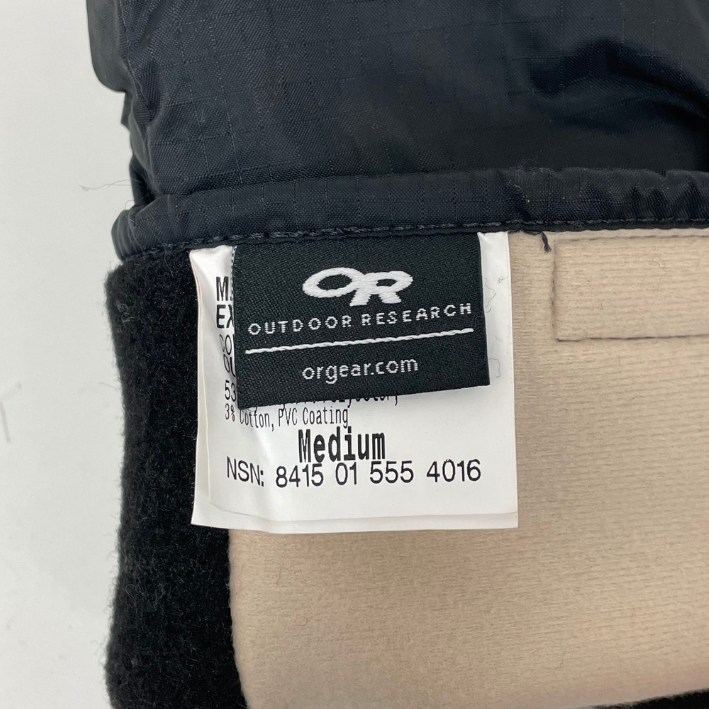 OR
OUTDOOR RESEARCH
orgear.com
3% Cotton, PVC Coating
Medium
NSN: 8415 01 555 4016